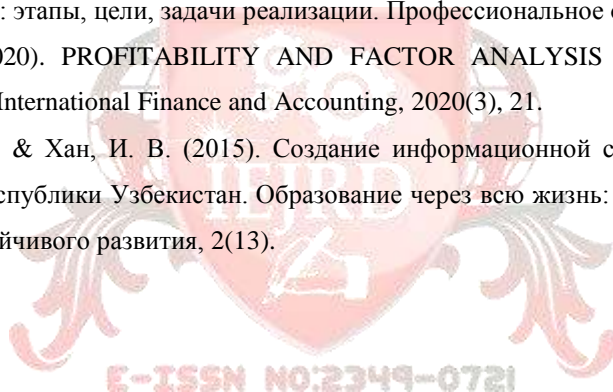 : этапы, цели, задачи реализации. Профессиональное
020). PROFITABILITY AND FACTOR ANALYSIS
International Finance and Accounting, 2020(3), 21.
& Хан, И. В. (2015). Создание информационной
спублики Узбекистан. Образование через всю жизнь:
йчивого развития, 2(13).
IEJRD
E-ISSN NO:2349-0721